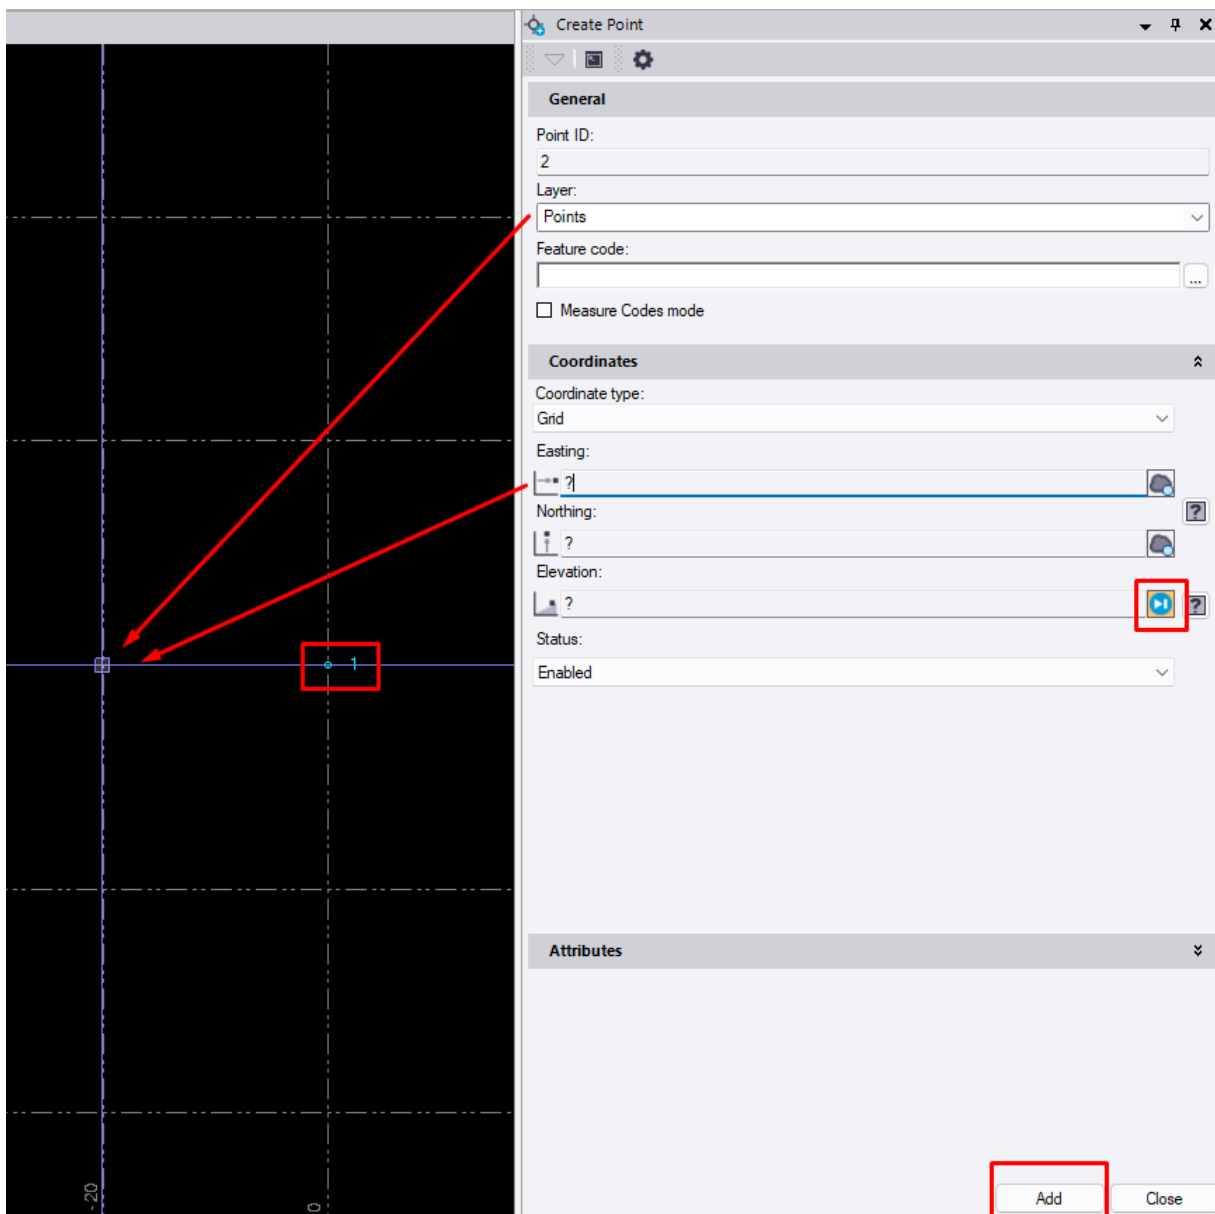 Create Point
General
Point ID:
2
Layer:
Points
Feature code:
...
Measure Codes mode
Coordinates
Coordinate type:
Grid
Easting:
?
Northing:
?
?
Elevation:
?
?
Status:
Enabled
1
Attributes
-20
0
Add
Close